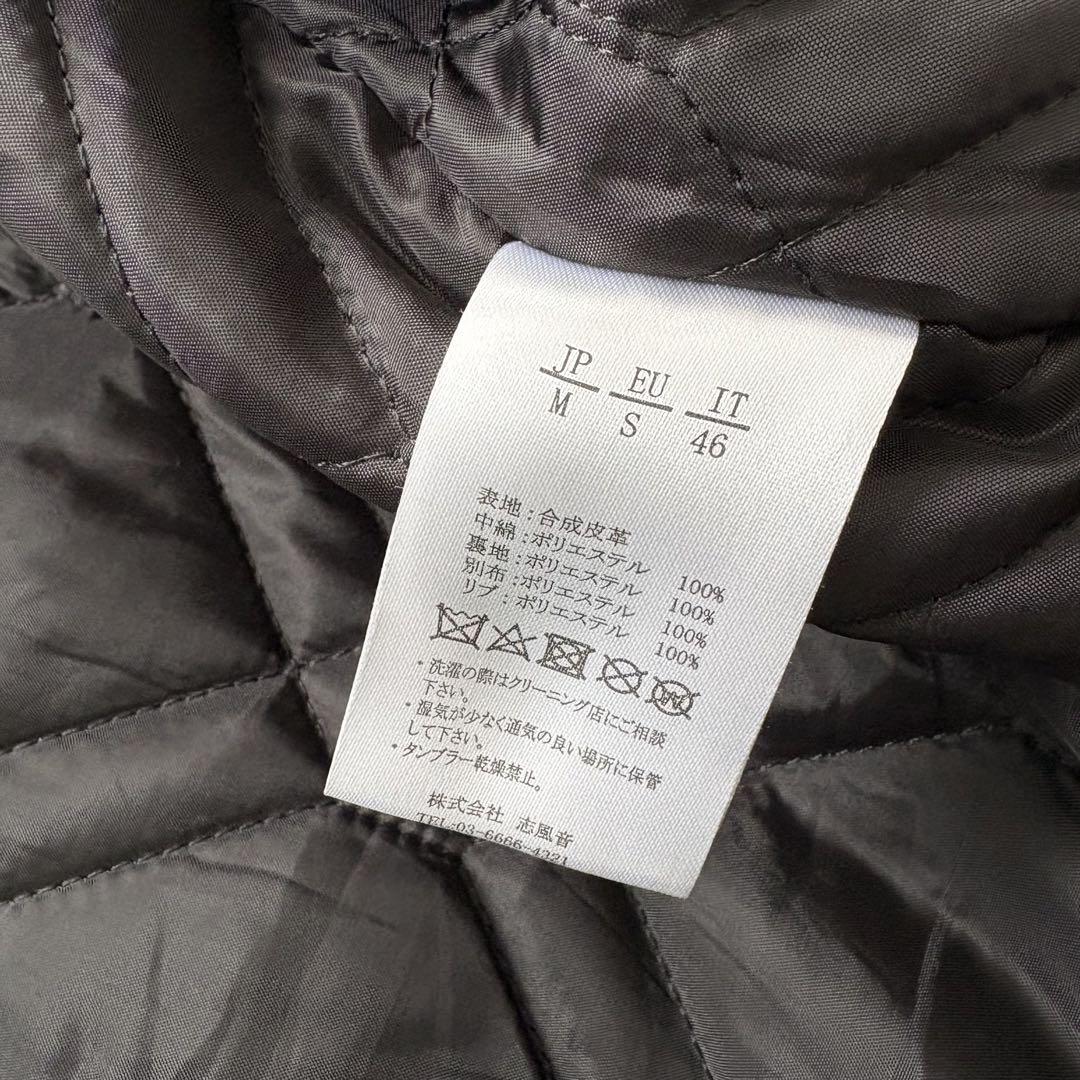 JP EU IT
M S 46
表地：合成皮革
中綿：ポリエステル 100%
裏地：ポリエステル 100%
別布：ポリエステル 100%
リブ：ポリエステル 100%
・洗濯の際はクリーニング店にご相談
下さい。
・湿気が少なく通気の良い場所に保管
して下さい。
・タンブラー乾燥禁止。
株式会社 志風音
TEL:03-6666-4321